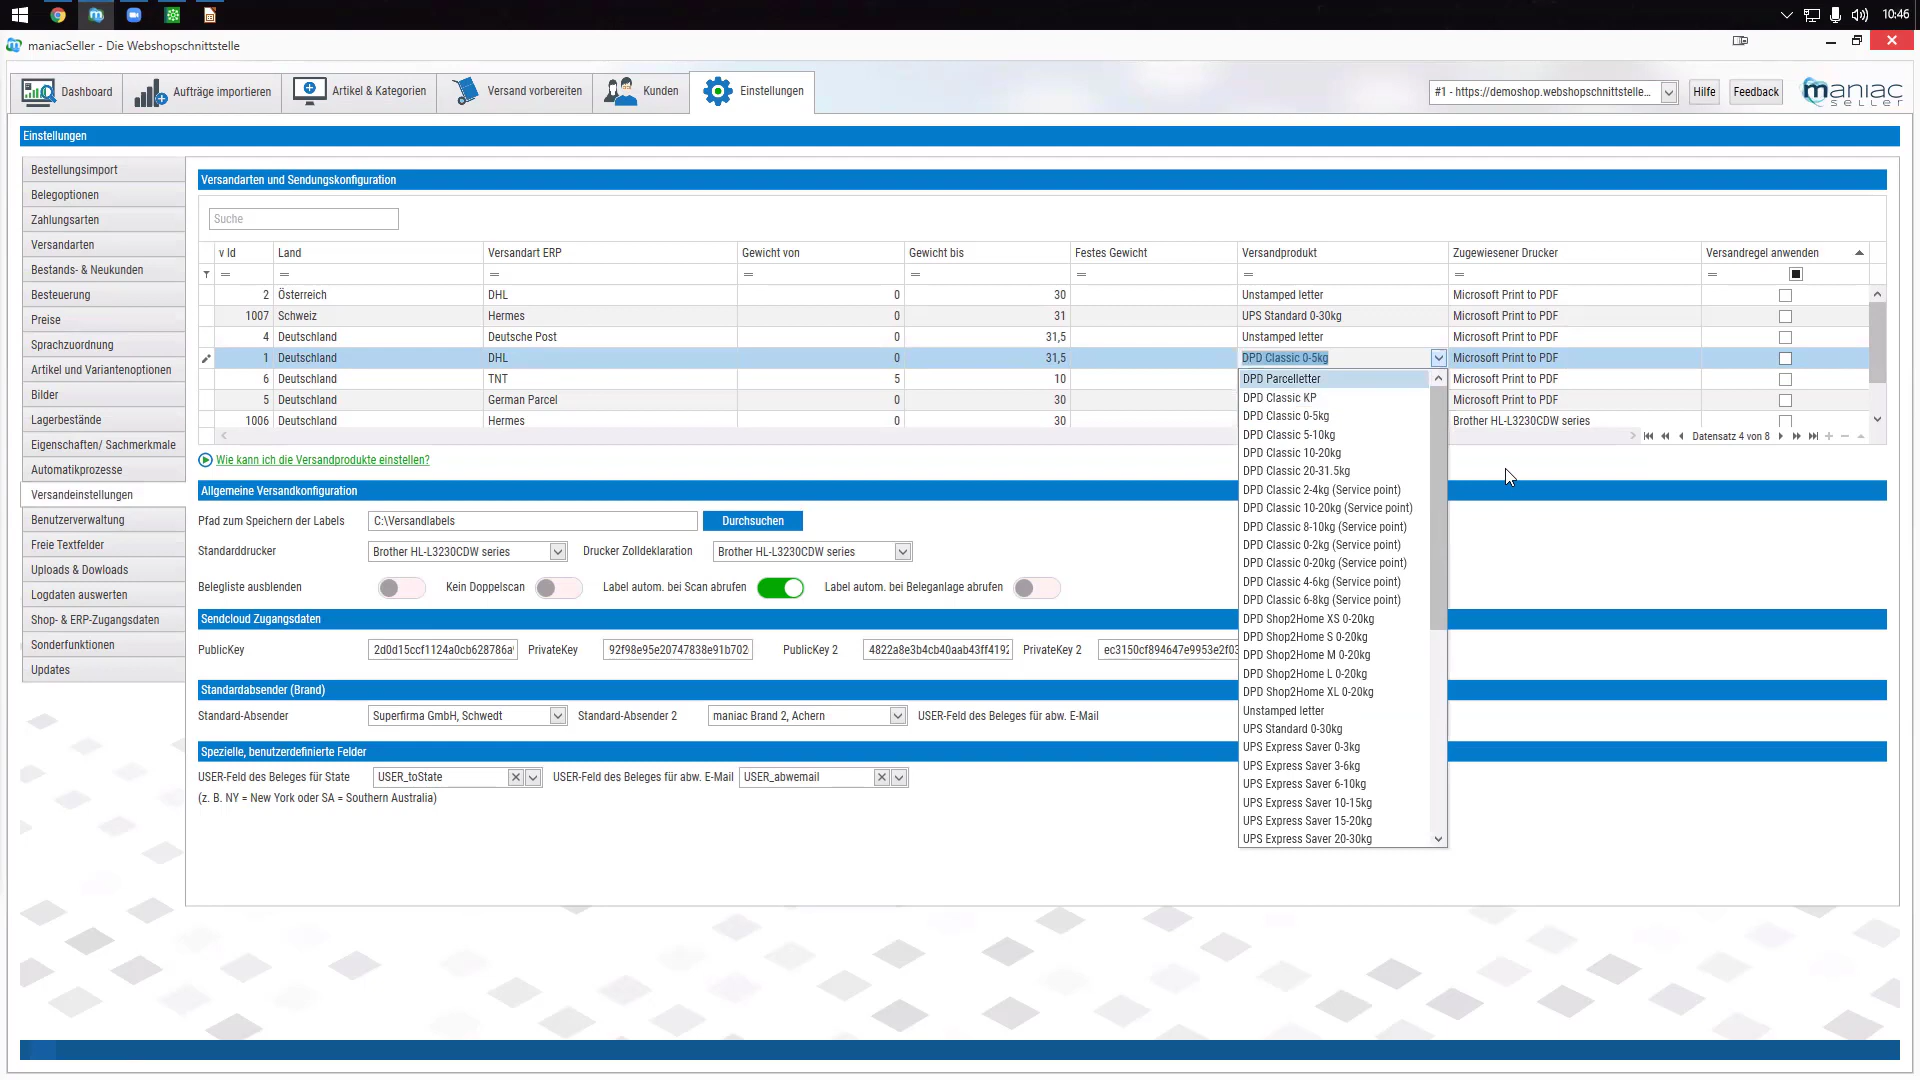 10:46
maniacSeller - Die Webshopschnittstelle
Dashboard
Aufträge importieren
Artikel & Kategorien
Versand vorbereiten
Kunden
Einstellungen
#1 - https://demoshop.webshopschnittstelle...
Hilfe
Feedback
maniac seller
Einstellungen
Bestellungsimport
Belegoptionen
Zahlungsarten
Versandarten
Bestands- & Neukunden
Besteuerung
Preise
Sprachzuordnung
Artikel und Variantenoptionen
Bilder
Lagerbestände
Eigenschaften/ Sachmerkmale
Automatikprozesse
Versandeinstellungen
Benutzerverwaltung
Freie Textfelder
Uploads & Dowloads
Logdaten auswerten
Shop- & ERP-Zugangsdaten
Sonderfunktionen
Updates
Versandarten und Sendungskonfiguration
Suche
v Id Land Versandart ERP Gewicht von Gewicht bis Festes Gewicht Versandprodukt Zugewiesener Drucker Versandregel anwenden
= = = = = = = = =
2 Österreich DHL 0 30 Unstamped letter Microsoft Print to PDF
1007 Schweiz Hermes 0 31 UPS Standard 0-30kg Microsoft Print to PDF
4 Deutschland Deutsche Post 0 31,5 Unstamped letter Microsoft Print to PDF
1 Deutschland DHL 0 31,5 DPD Classic 0-5kg Microsoft Print to PDF
6 Deutschland TNT 5 10 Microsoft Print to PDF
5 Deutschland German Parcel 0 30 Microsoft Print to PDF
1006 Deutschland Hermes 0 30 Brother HL-L3230CDW series
Datensatz 4 von 8
DPD Parcelletter
DPD Classic KP
DPD Classic 0-5kg
DPD Classic 5-10kg
DPD Classic 10-20kg
DPD Classic 20-31.5kg
DPD Classic 2-4kg (Service point)
DPD Classic 10-20kg (Service point)
DPD Classic 8-10kg (Service point)
DPD Classic 0-2kg (Service point)
DPD Classic 0-20kg (Service point)
DPD Classic 4-6kg (Service point)
DPD Classic 6-8kg (Service point)
DPD Shop2Home XS 0-20kg
DPD Shop2Home S 0-20kg
DPD Shop2Home M 0-20kg
DPD Shop2Home L 0-20kg
DPD Shop2Home XL 0-20kg
Unstamped letter
UPS Standard 0-30kg
UPS Express Saver 0-3kg
UPS Express Saver 3-6kg
UPS Express Saver 6-10kg
UPS Express Saver 10-15kg
UPS Express Saver 15-20kg
UPS Express Saver 20-30kg
Wie kann ich die Versandprodukte einstellen?
Allgemeine Versandkonfiguration
Pfad zum Speichern der Labels C:\Versandlabels Durchsuchen
Standarddrucker Brother HL-L3230CDW series Drucker Zolldeklaration Brother HL-L3230CDW series
Belegliste ausblenden Kein Doppelscan Label autom. bei Scan abrufen Label autom. bei Beleganlage abrufen
Sendcloud Zugangsdaten
PublicKey 2d0d15ccf1124a0cb628786a PrivateKey 92f98e95e20747838e91b702 PublicKey 2 4822a8e3b4cb40aab43ff4192 PrivateKey 2 ec3150cf894647e9953e2f03
Standardabsender (Brand)
Standard-Absender Superfirma GmbH, Schwedt Standard-Absender 2 maniac Brand 2, Achern USER-Feld des Beleges für abw. E-Mail
Spezielle, benutzerdefinierte Felder
USER-Feld des Beleges für State USER_toState USER-Feld des Beleges für abw. E-Mail USER_abwemail
(z. B. NY = New York oder SA = Southern Australia)